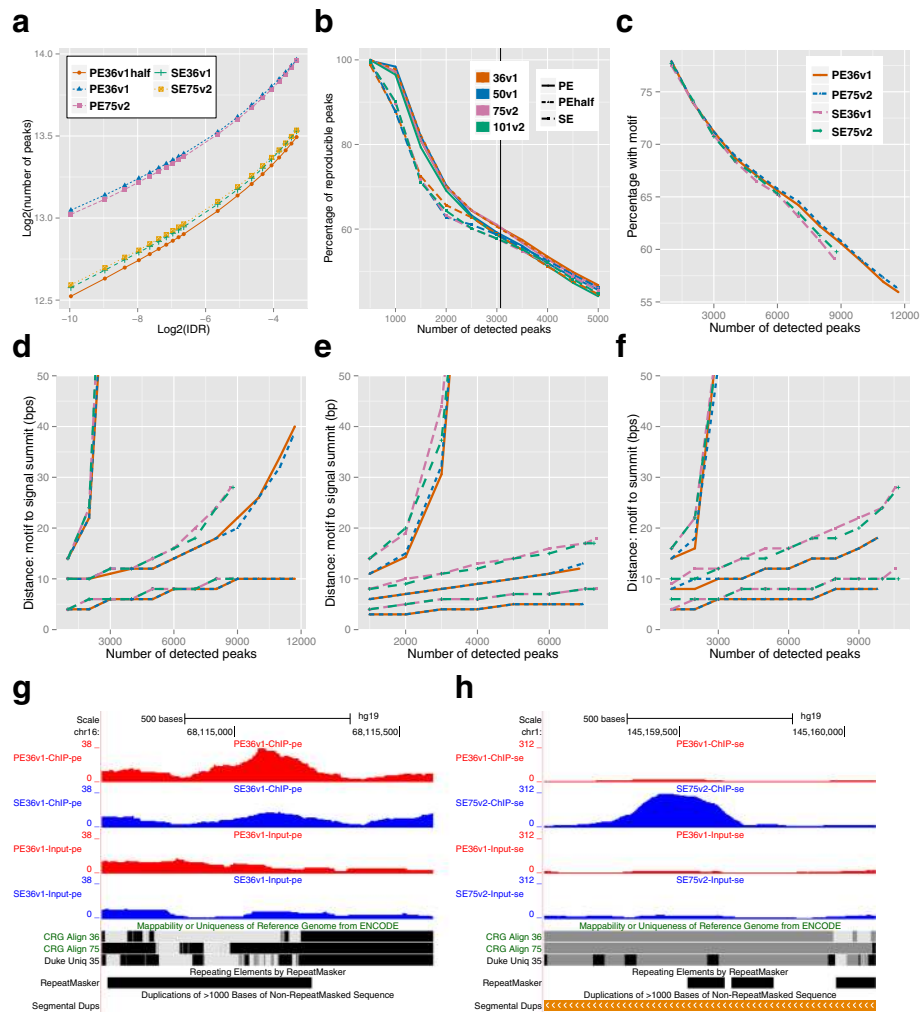 a
14.0
13.5
13.0
12.5
Log2(number of peaks)
PE36v1half
PE36v1
PE75v2
SE36v1
SE75v2
−10
−8
−6
−4
Log2(IDR)
b
100
80
60
Percentage of reproducible peaks
36v1
50v1
75v2
101v2
PE
PEhalf
SE
1000
2000
3000
4000
5000
Number of detected peaks
c
80
75
70
65
60
55
Percentage with motif
PE36v1
PE75v2
SE36v1
SE75v2
3000
6000
9000
12000
Number of detected peaks
d
50
40
30
20
10
0
Distance: motif to signal summit (bps)
3000
6000
9000
12000
Number of detected peaks
e
50
40
30
20
10
0
Distance: motif to signal summit (bp)
2000
4000
6000
Number of detected peaks
f
50
40
30
20
10
0
Distance: motif to summit (bps)
3000
6000
9000
Number of detected peaks
g
Scale
500 bases
hg19
chr16:
68,115,000
68,115,500
38
PE36v1-ChIP-pe
PE36v1-ChIP-pe
0
38
SE36v1-ChIP-pe
SE36v1-ChIP-pe
0
38
PE36v1-Input-pe
PE36v1-Input-pe
0
38
SE36v1-Input-pe
SE36v1-Input-pe
0
Mappability or Uniqueness of Reference Genome from ENCODE
CRG Align 36
CRG Align 75
Duke Uniq 35
Repeating Elements by RepeatMasker
RepeatMasker
Duplications of >1000 Bases of Non-RepeatMasked Sequence
Segmental Dups
h
Scale
500 bases
hg19
chr1:
145,159,500
145,160,000
312
PE36v1-ChIP-se
PE36v1-ChIP-se
0
312
SE75v2-ChIP-se
SE75v2-ChIP-se
0
312
PE36v1-Input-se
PE36v1-Input-se
0
312
SE75v2-Input-se
SE75v2-Input-se
0
Mappability or Uniqueness of Reference Genome from ENCODE
CRG Align 36
CRG Align 75
Duke Uniq 35
Repeating Elements by RepeatMasker
RepeatMasker
Duplications of >1000 Bases of Non-RepeatMasked Sequence
Segmental Dups